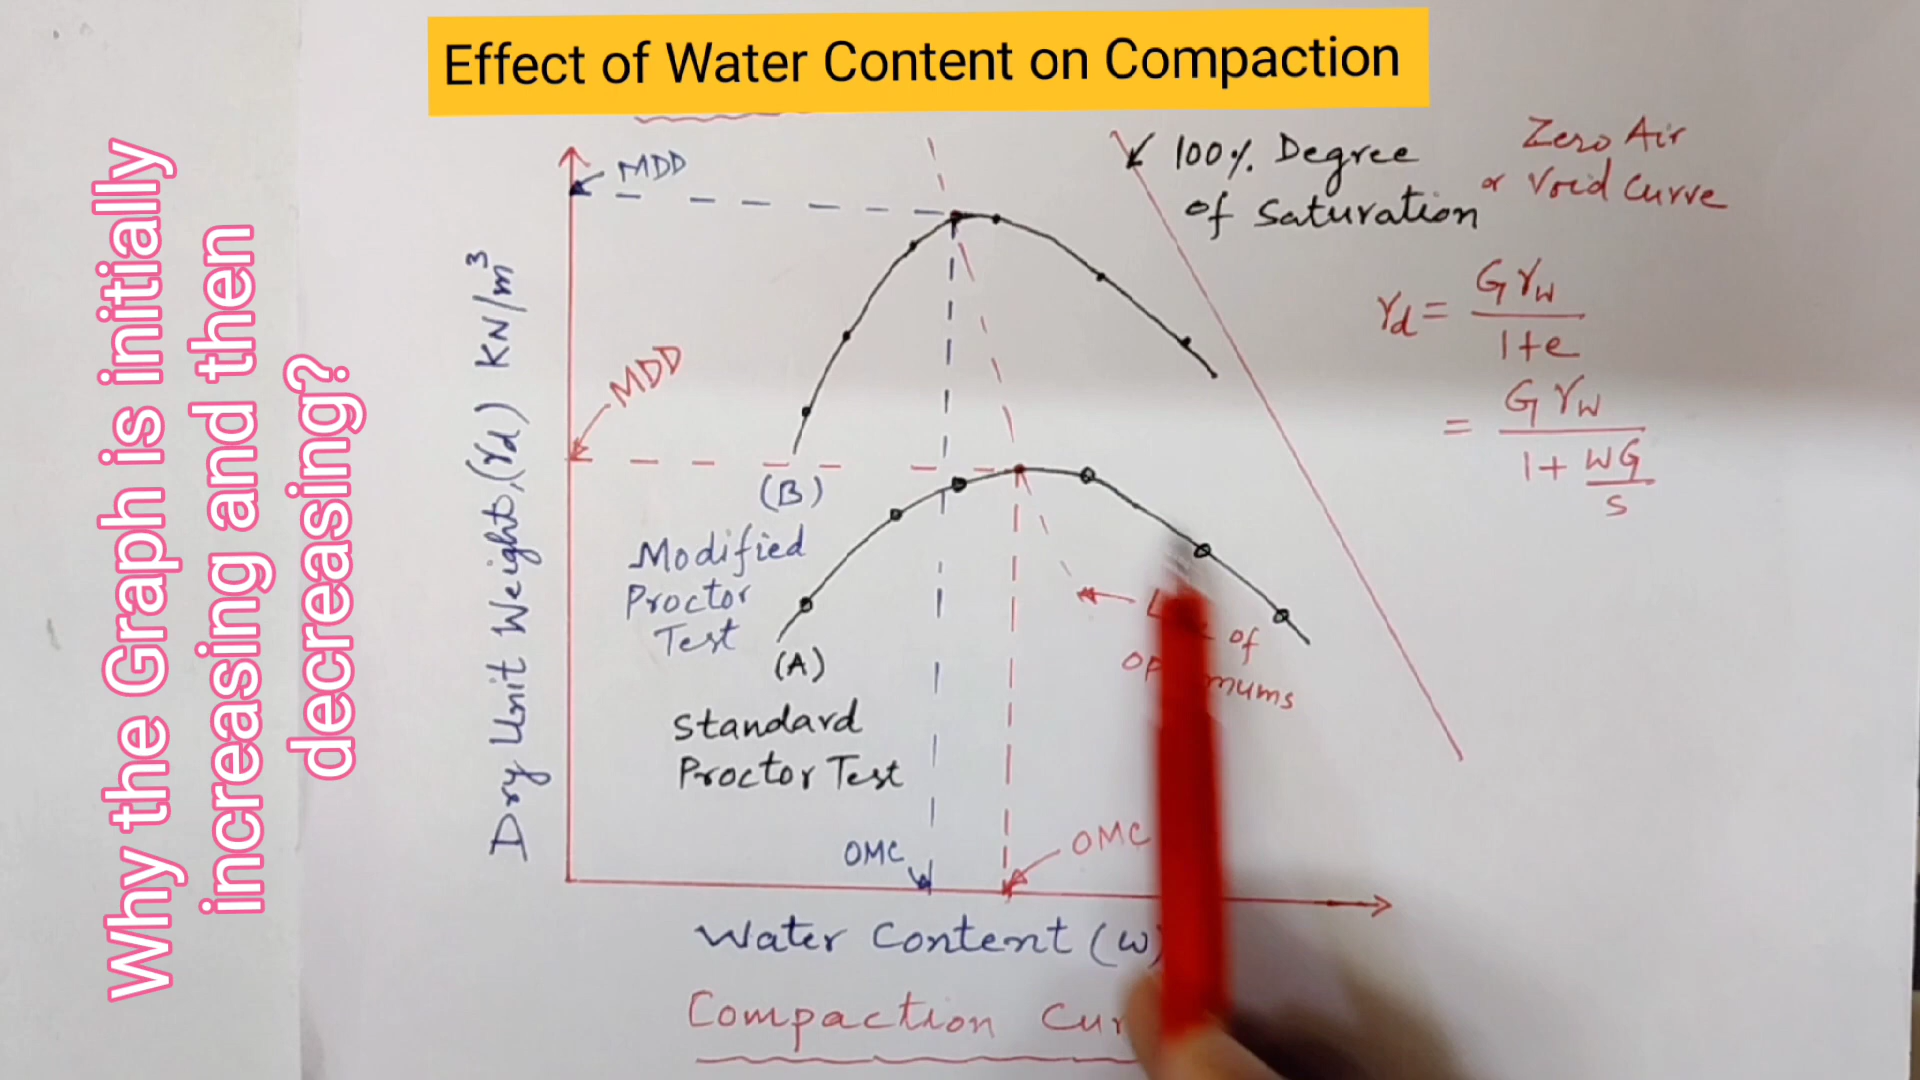 Effect of Water Content on Compaction
Why the Graph is initially
increasing and then
decreasing?
MDD
100% Degree
of Saturation
Zero Air
or Void Curve
γd = GγW
1+e
= GγW
1+ WG
S
Dry Unit Weight, (γd) KN/m³
MDD
(B)
Modified
Proctor
Test
(A)
Standard
Proctor Test
of
OMC
OMC
Water Content (w)
Compaction